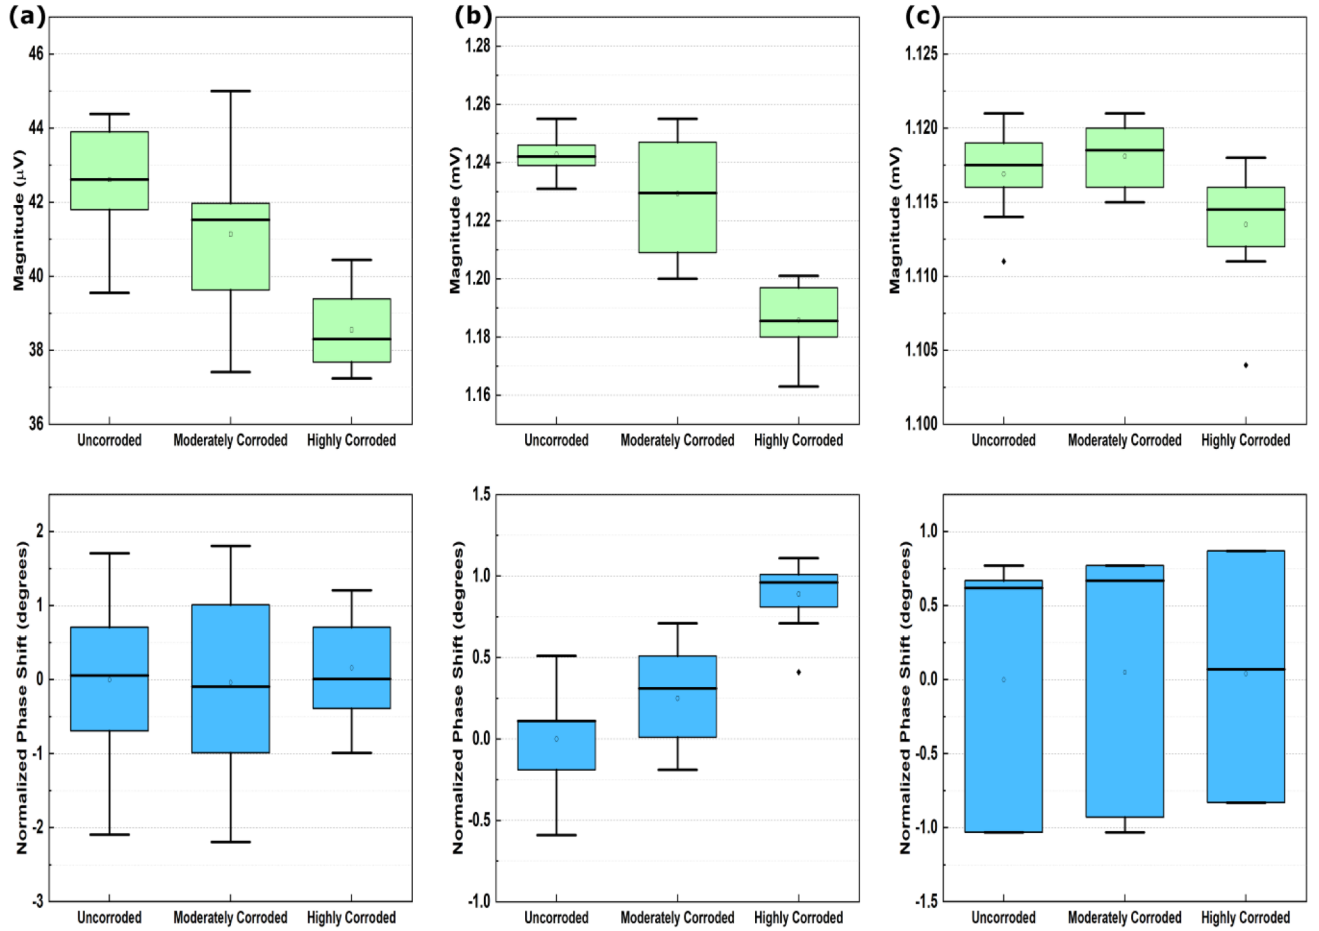 (a)
Magnitude (μV)
46
44
42
40
38
36
Uncorroded Moderately Corroded Highly Corroded
(b)
Magnitude (mV)
1.28
1.26
1.24
1.22
1.20
1.18
1.16
Uncorroded Moderately Corroded Highly Corroded
(c)
Magnitude (mV)
1.125
1.120
1.115
1.110
1.105
1.100
Uncorroded Moderately Corroded Highly Corroded
Normalized Phase Shift (degrees)
2
1
0
-1
-2
-3
Uncorroded Moderately Corroded Highly Corroded
Normalized Phase Shift (degrees)
1.5
1.0
0.5
0.0
-0.5
-1.0
Uncorroded Moderately Corroded Highly Corroded
Normalized Phase Shift (degrees)
1.0
0.5
0.0
-0.5
-1.0
-1.5
Uncorroded Moderately Corroded Highly Corroded